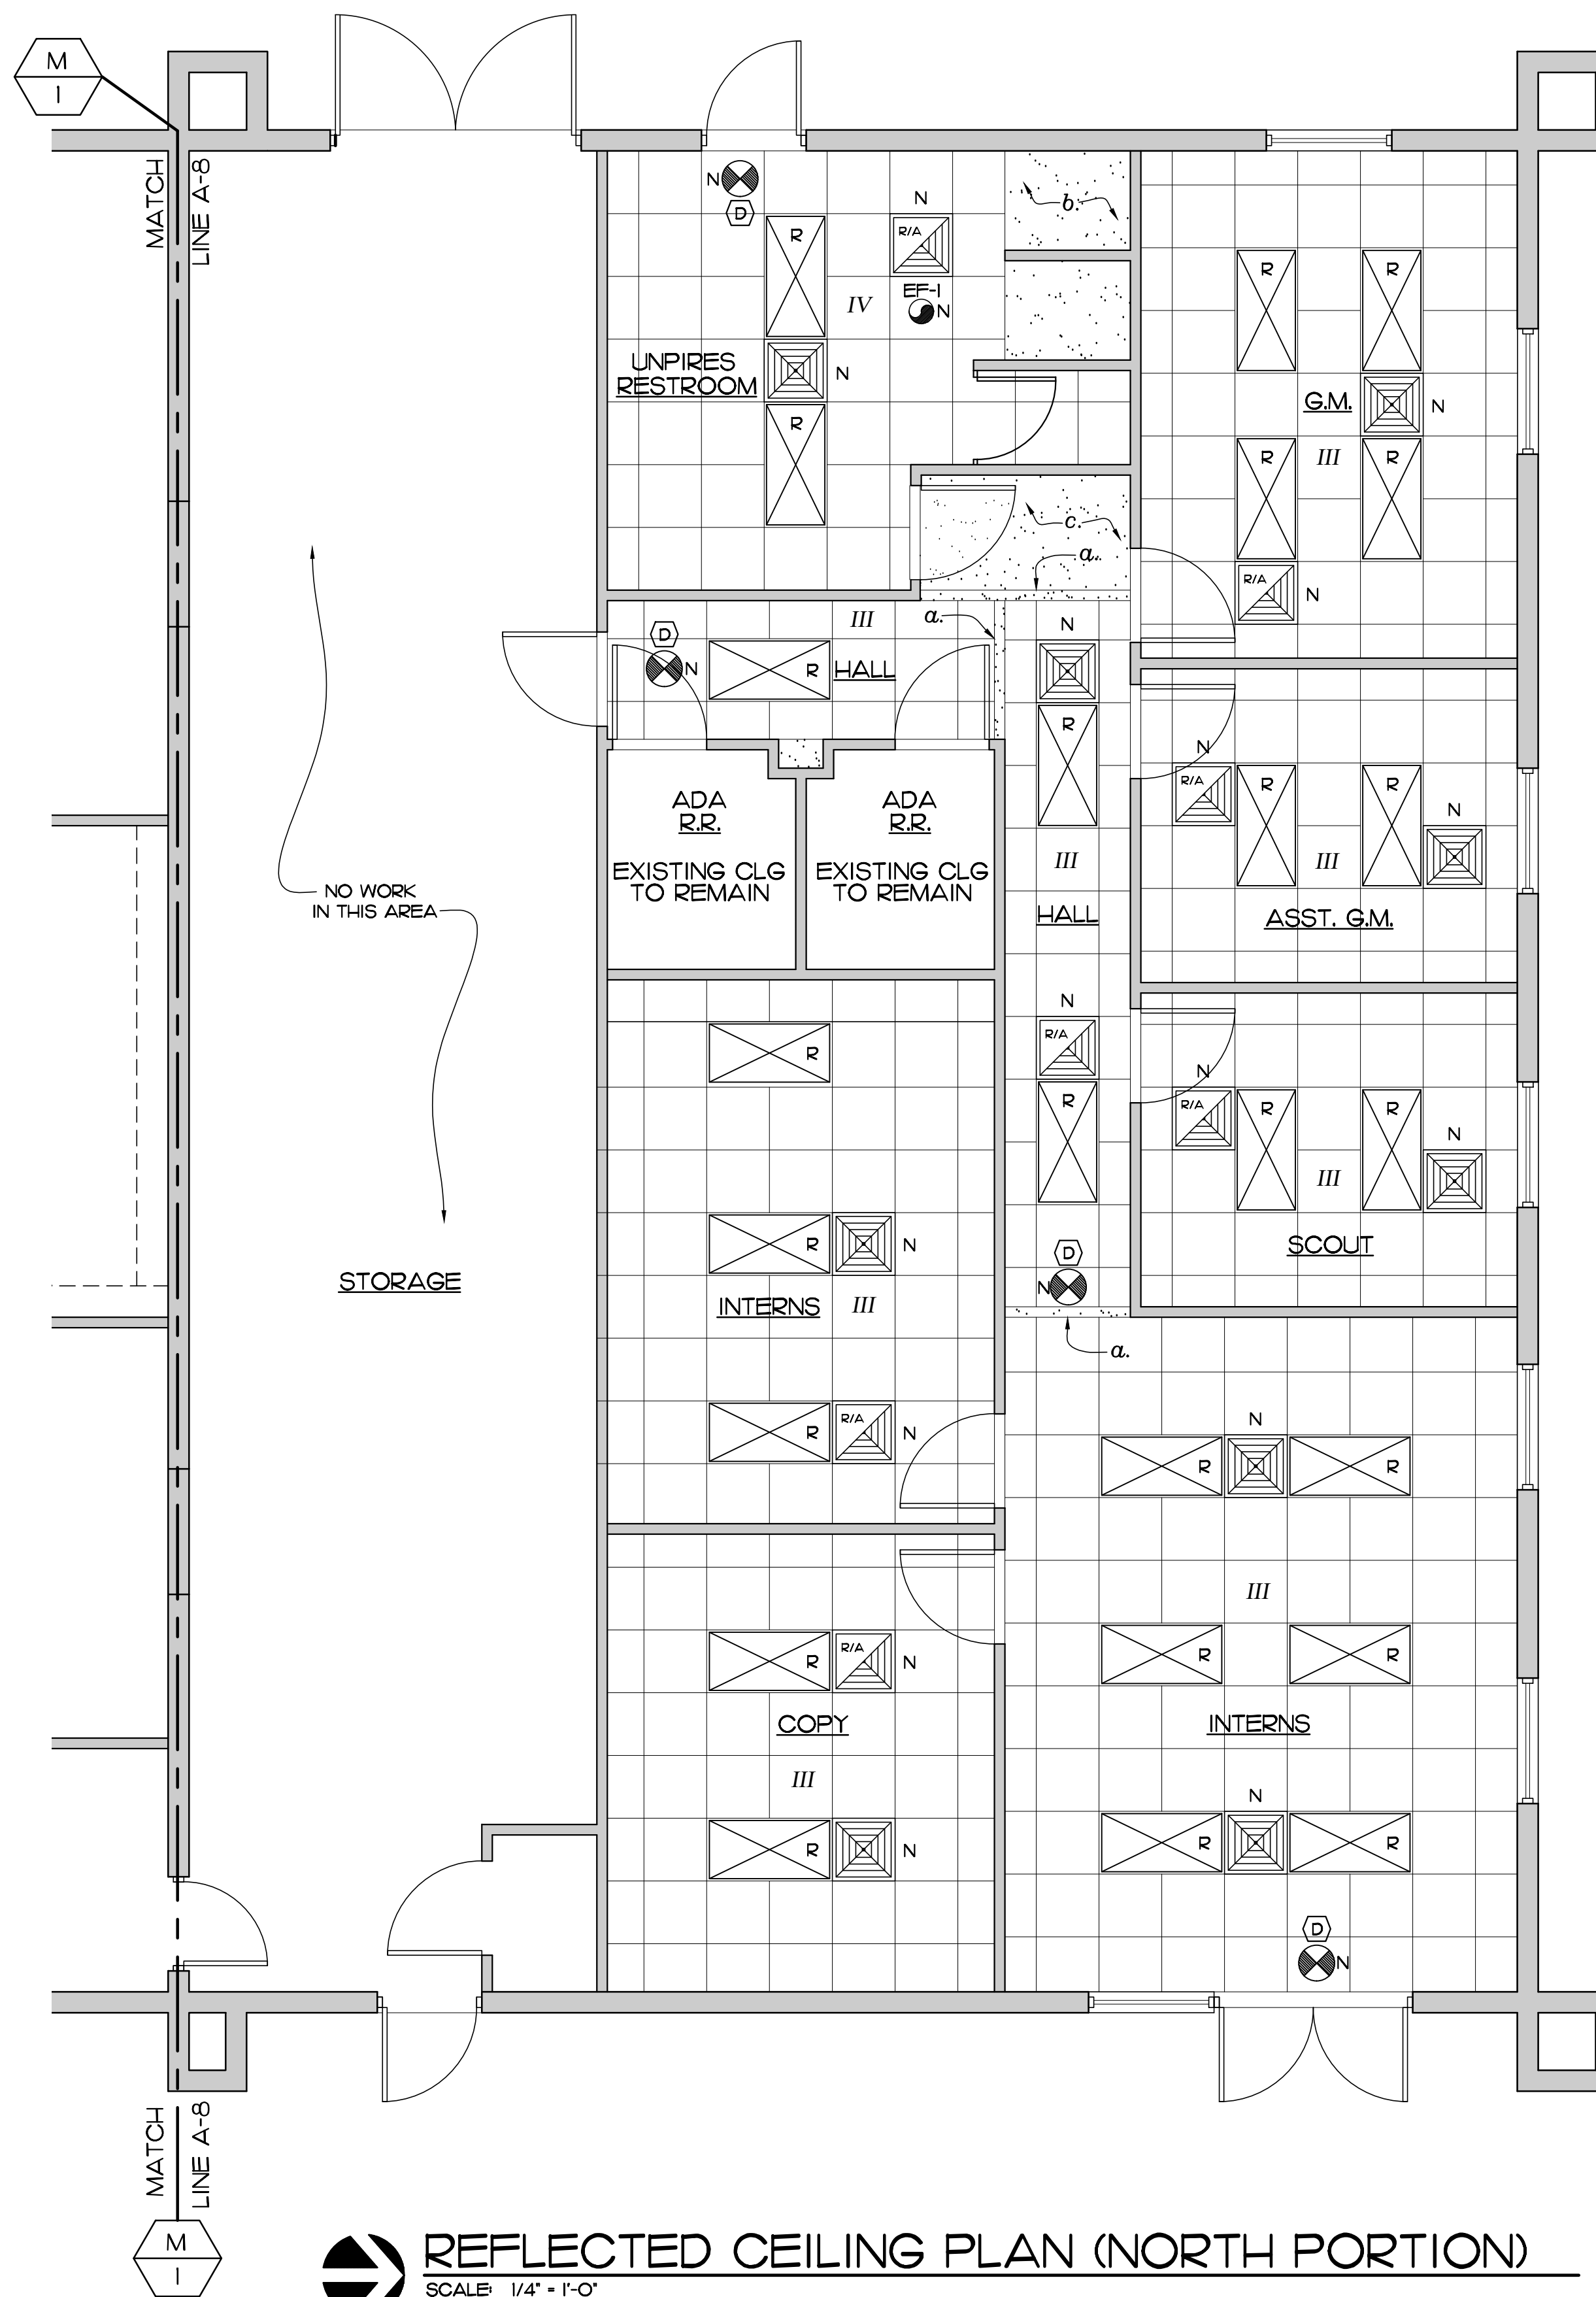 M
1
MATCH
LINE A-8
N
D
R
N
R/A
b.
EF-1
N
IV
UNPIRES
RESTROOM
N
R
R
R
G.M.
N
R
R
III
c.
a.
R/A
N
a.
III
D
N
R
HALL
N
R
N
R/A
R
R
N
ADA
R.R.
ADA
R.R.
EXISTING CLG
TO REMAIN
EXISTING CLG
TO REMAIN
III
III
NO WORK
IN THIS AREA
HALL
ASST. G.M.
N
R/A
R
R
N
R/A
R
R
N
III
R
N
D
N
SCOUT
STORAGE
INTERNS
III
a.
R
R/A
N
N
R
R
III
R
R/A
N
R
R
COPY
INTERNS
III
N
R
N
R
R
D
N
MATCH
LINE A-8
M
1
REFLECTED CEILING PLAN (NORTH PORTION)
SCALE: 1/4" = 1'-0"